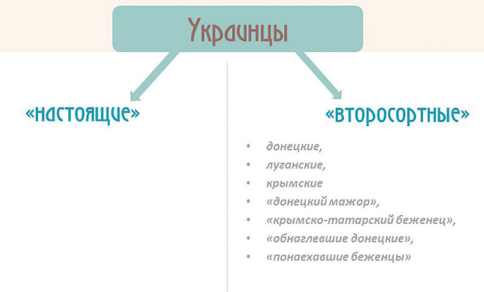 Украинцы
«настоящие»
«второсортные»
• донецкие,
• луганские,
• крымские
• «донецкий мажор»,
• «крымско-татарский беженец»,
• «обнаглевшие донецкие»,
• «понаехавшие беженцы»